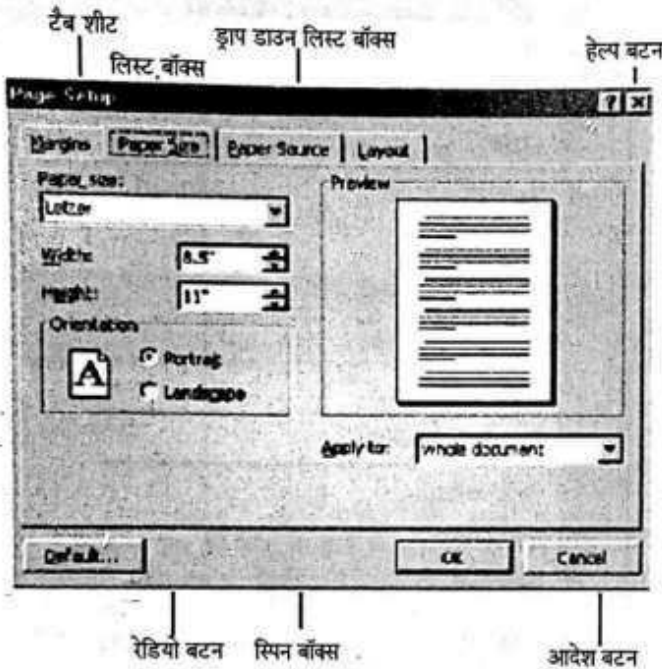 टैब शीट
ड्राप डाउन लिस्ट बॉक्स
लिस्ट बॉक्स
हेल्प बटन
Page Setup
Margins Paper Size Paper Source Layout
Paper size:
Preview
Letter
Width: 8.5"
Height: 11"
Orientation
A
Portrait
Landscape
Apply to: whole document
Default... OK Cancel
रेडियो बटन स्पिन बॉक्स आदेश बटन